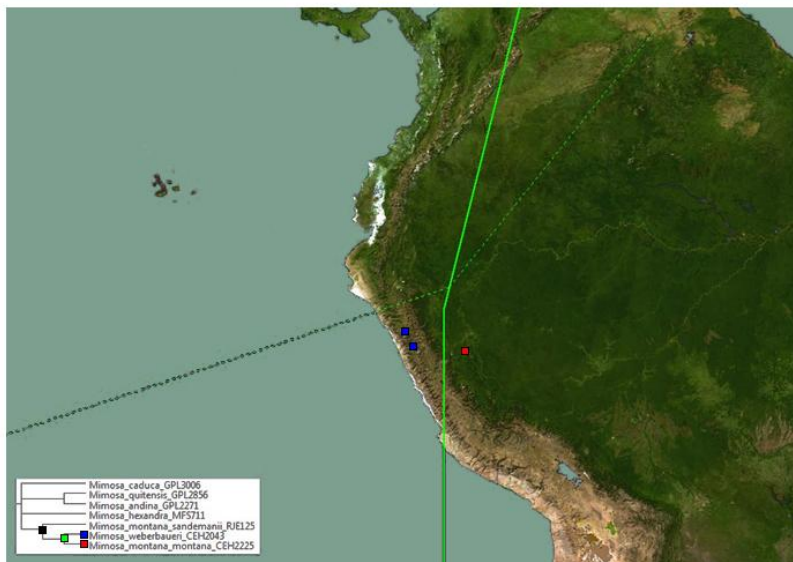 Mimosa_caduca_GPL3006
Mimosa_quitensis_GPL2856
Mimosa_andina_GPL2271
Mimosa_hexandra_MFS711
Mimosa_montana_sandemanii_RJE125
Mimosa_weberbaueri_CEH2043
Mimosa_montana_montana_CEH2225